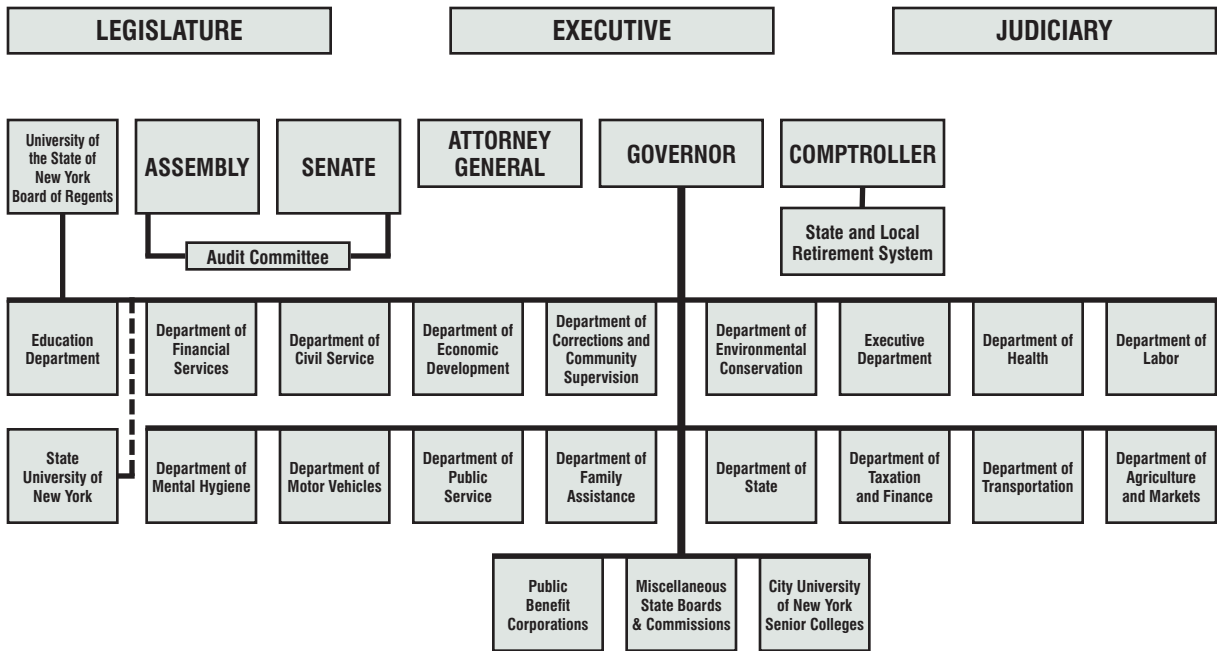 LEGISLATURE
EXECUTIVE
JUDICIARY
University of
the State of
New York
Board of Regents
ASSEMBLY
SENATE
ATTORNEY
GENERAL
GOVERNOR
COMPTROLLER
Audit Committee
State and Local
Retirement System
Education
Department
Department of
Financial
Services
Department of
Civil Service
Department of
Economic
Development
Department of
Corrections and
Community
Supervision
Department of
Environmental
Conservation
Executive
Department
Department of
Health
Department of
Labor
State
University of
New York
Department of
Mental Hygiene
Department of
Motor Vehicles
Department of
Public
Service
Department of
Family
Assistance
Department of
State
Department of
Taxation
and Finance
Department of
Transportation
Department of
Agriculture
and Markets
Public
Benefit
Corporations
Miscellaneous
State Boards
& Commissions
City University
of New York
Senior Colleges